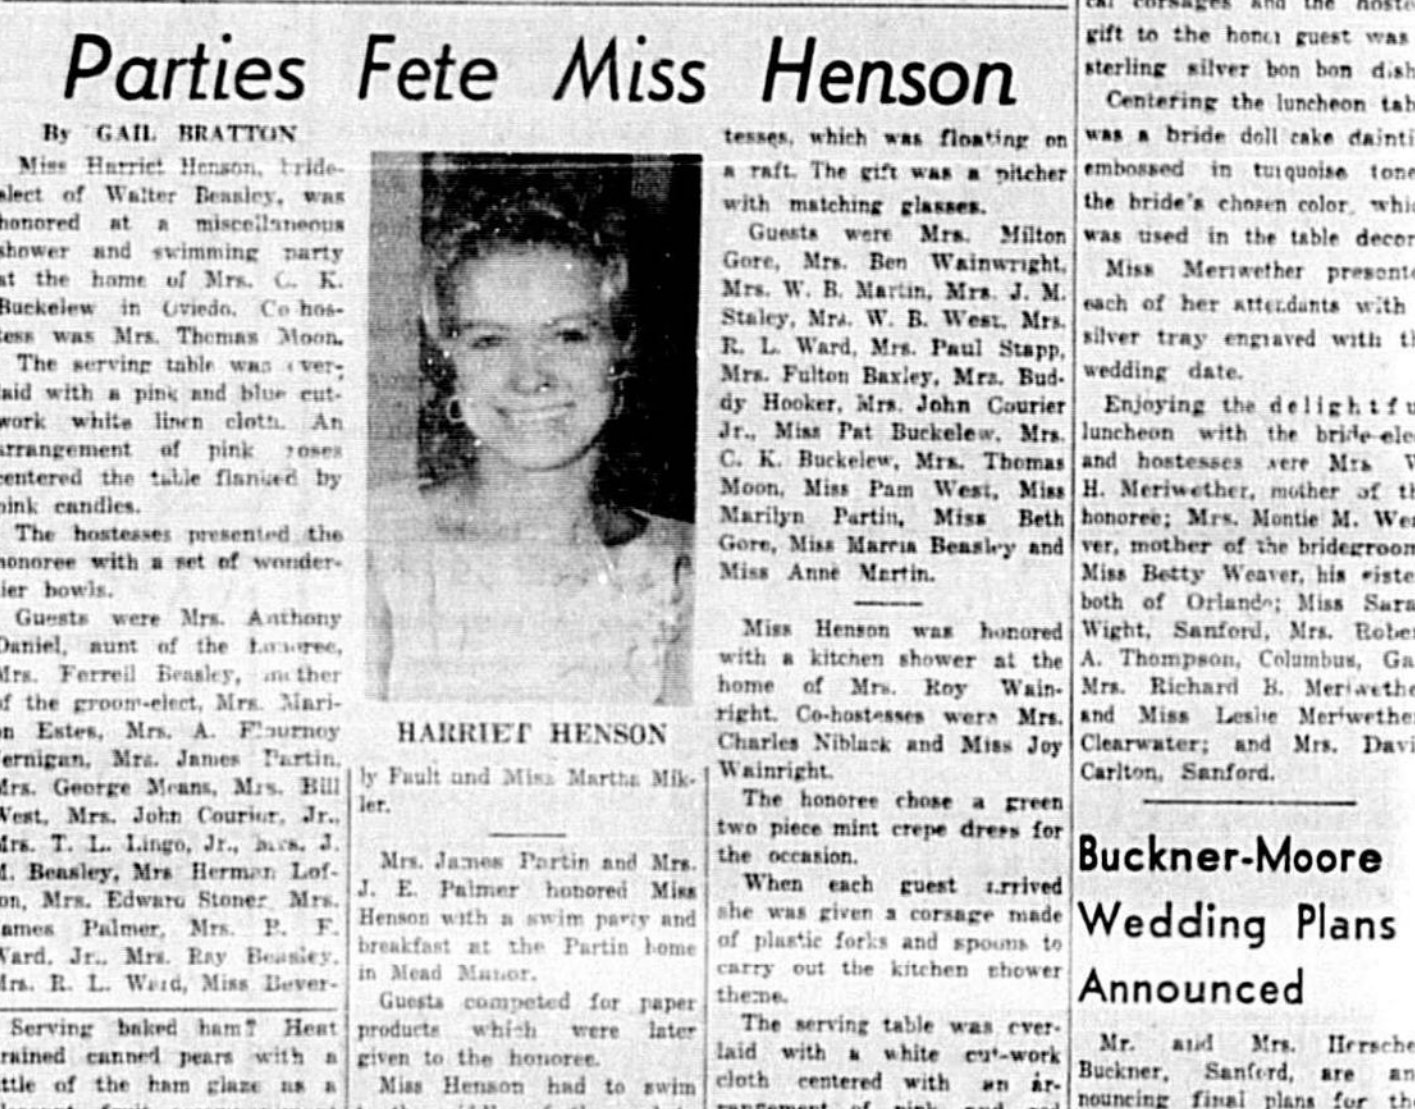 Parties Fete Miss Henson
By GAIL BRATTON
Miss Harriet Henson, bride-
elect of Walter Beasley, was
honored at a miscellaneous
shower and swimming party
at the home of Mrs. C. K.
Buckelew in Oviedo. Co hos-
tess was Mrs. Thomas Moon.
The serving table was over-
laid with a pink and blue cut-
work white linen cloth. An
arrangement of pink roses
centered the table flanked by
pink candles.
The hostesses presented the
honoree with a set of wonder-
lier bowls.
Guests were Mrs. Anthony
Daniel, aunt of the honoree,
Mrs. Ferrell Beasley, mother
of the groom-elect, Mrs. Mari-
on Estes, Mrs. A. Flournoy
Jernigan, Mrs. James Partin,
Mrs. George Means, Mrs. Bill
West, Mrs. John Courier, Jr.,
Mrs. T. L. Lingo, Jr., Mrs. J.
M. Beasley, Mrs Herman Lof-
ton, Mrs. Edward Stoner, Mrs.
James Palmer, Mrs. P. F.
Ward, Jr., Mrs. Ray Beasley,
Mrs. R. L. Ward, Miss Bever-
Serving baked ham? Heat
drained canned pears with a
little of the ham glaze as a
HARRIET HENSON
ly Fault and Miss Martha Mik-
ler.
Mrs. James Partin and Mrs.
J. E. Palmer honored Miss
Henson with a swim party and
breakfast at the Partin home
in Mead Manor.
Guests competed for paper
products which were later
given to the honoree.
Miss Henson had to swim
tesses, which was floating on
a raft. The gift was a pitcher
with matching glasses.
Guests were Mrs. Milton
Gore, Mrs. Ben Wainwright,
Mrs. W. B. Martin, Mrs. J. M.
Staley, Mrs. W. B. West, Mrs.
R. L. Ward, Mrs. Paul Stapp,
Mrs. Fulton Baxley, Mrs. Bud-
dy Hooker, Mrs. John Courier
Jr., Miss Pat Buckelew, Mrs.
C. K. Buckelew, Mrs. Thomas
Moon, Miss Pam West, Miss
Marilyn Partin, Miss Beth
Gore, Miss Marcia Beasley and
Miss Anne Martin.
Miss Henson was honored
with a kitchen shower at the
home of Mrs. Roy Wain-
right. Co-hostesses were Mrs.
Charles Niblack and Miss Joy
Wainright.
The honoree chose a green
two piece mint crepe dress for
the occasion.
When each guest arrived
she was given a corsage made
of plastic forks and spoons to
carry out the kitchen shower
theme.
The serving table was over-
laid with a white cut-work
cloth centered with an ar-
rangement of pink and
cal corsages and the hoste
gift to the honor guest was
sterling silver bon bon dish
Centering the luncheon tab
was a bride doll cake dainti
embossed in turquoise tone
the bride's chosen color, whic
was used in the table decor
Miss Meriwether presente
each of her attendants with
silver tray engraved with th
wedding date.
Enjoying the delightfu
luncheon with the bride-elec
and hostesses were Mrs W
H. Meriwether, mother of th
honoree; Mrs. Montie M. Wea
ver, mother of the bridegroom
Miss Betty Weaver, his siste
both of Orlando; Miss Sara
Wight, Sanford, Mrs. Rober
A. Thompson, Columbus, Ga
Mrs. Richard B. Meriwethe
and Miss Leslie Meriwether
Clearwater; and Mrs. Davi
Carlton, Sanford.
Buckner-Moore
Wedding Plans
Announced
Mr. and Mrs. Hersche
Buckner, Sanford, are an
nouncing final plans for the